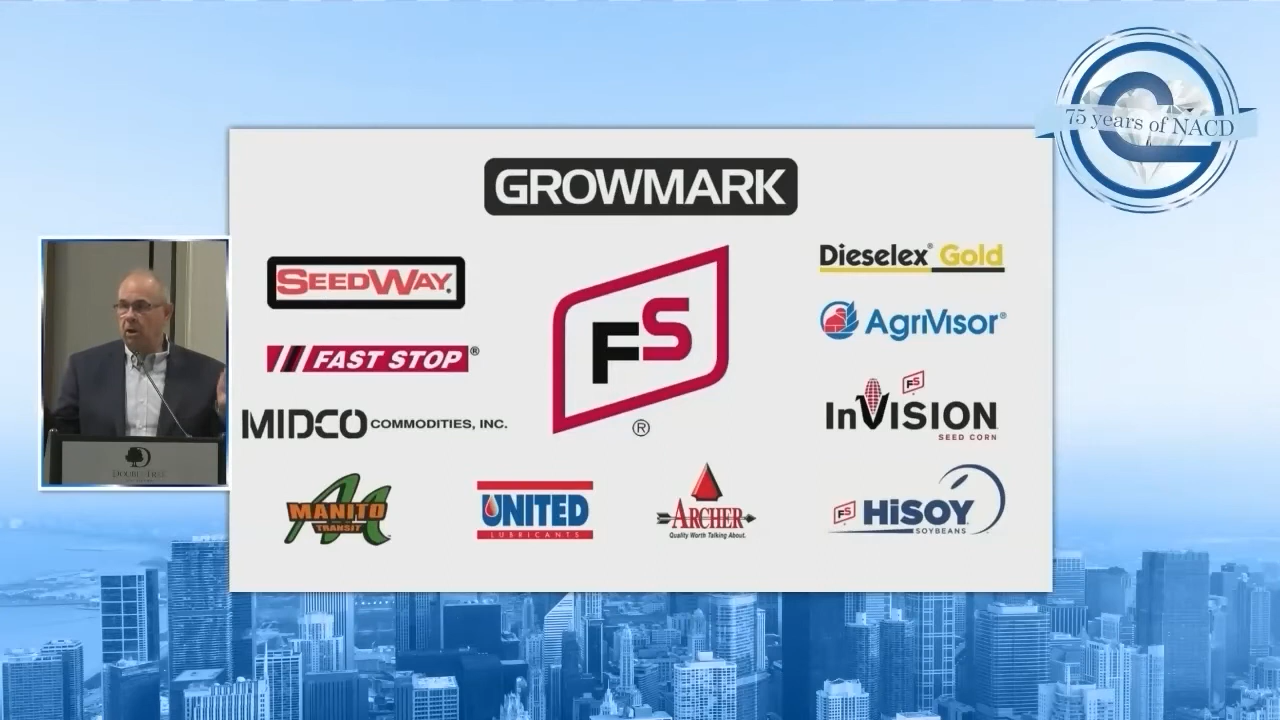 75 years of NACD
GROWMARK
SEEDWAY®
FAST STOP®
MIDCO COMMODITIES, INC.
MANITO
TRANSIT
FS
®
UNITED
LUBRICANTS
ARCHER
Quality Worth Talking About.
Dieselex® Gold
AgriVisor®
FS
InVISION
SEED CORN
FS HiSOY
SOYBEANS
DOUBLETREE